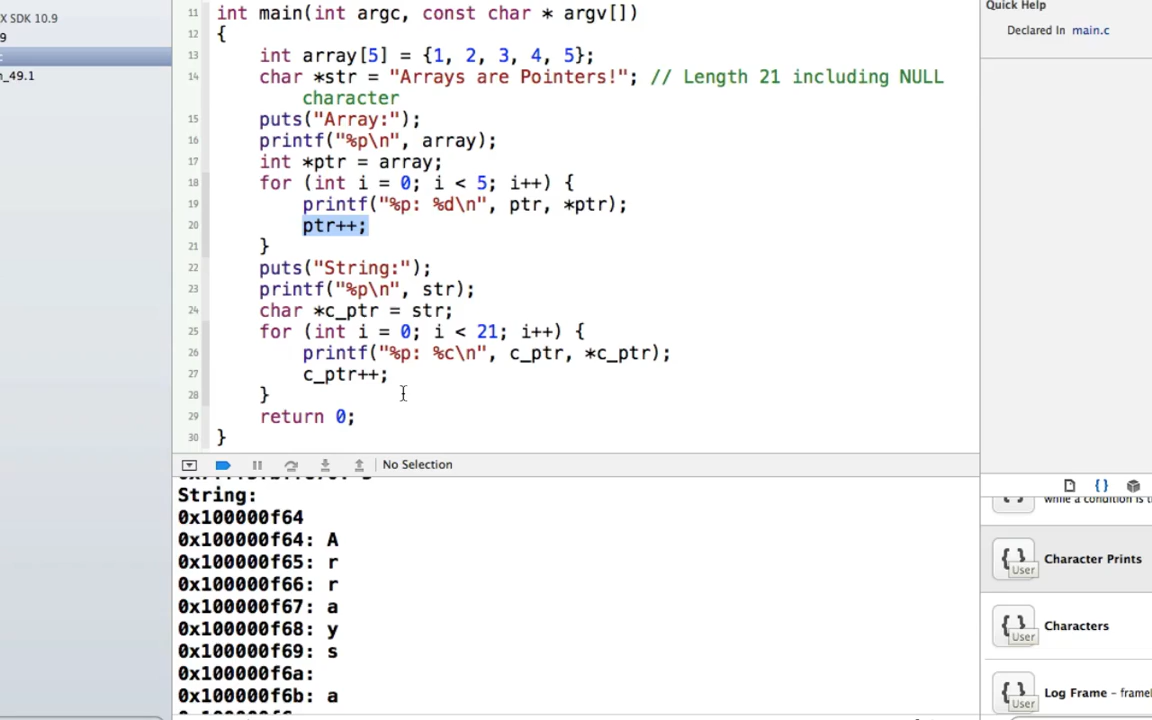 X SDK 10.9
9
_49.1
11 int main(int argc, const char * argv[])
12 {
13 int array[5] = {1, 2, 3, 4, 5};
14 char *str = "Arrays are Pointers!"; // Length 21 including NULL
character
15 puts("Array:");
16 printf("%p\n", array);
17 int *ptr = array;
18 for (int i = 0; i < 5; i++) {
19 printf("%p: %d\n", ptr, *ptr);
20 ptr++;
21 }
22 puts("String:");
23 printf("%p\n", str);
24 char *c_ptr = str;
25 for (int i = 0; i < 21; i++) {
26 printf("%p: %c\n", c_ptr, *c_ptr);
27 c_ptr++;
28 }
29 return 0;
30 }
No Selection
String:
0x100000f64
0x100000f64: A
0x100000f65: r
0x100000f66: r
0x100000f67: a
0x100000f68: y
0x100000f69: s
0x100000f6a:
0x100000f6b: a
Quick Help
Declared In main.c
while a condition is t
{ }
User
Character Prints
{ }
User
Characters
{ }
User
Log Frame - frame